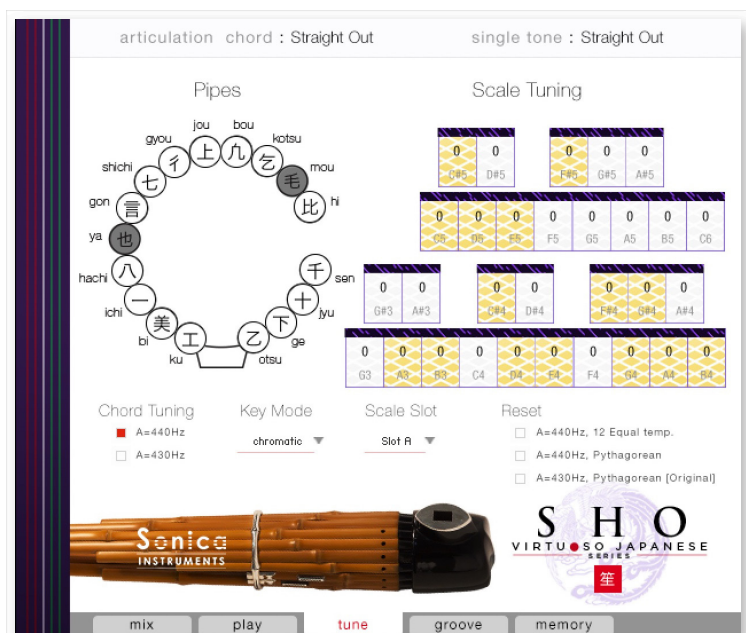 articulation chord : Straight Out
single tone : Straight Out
Pipes
Scale Tuning
hi
比
mou
毛
kotsu
乞
bou
几
jou
上
gyou
彳
shichi
七
gon
言
ya
也
hachi
八
ichi
一
bi
美
ku
工
otsu
乙
ge
下
jyu
十
sen
千
0 0
C#5 D#5
0 0 0
F#5 G#5 A#5
0 0 0 0 0 0 0 0
C5 D5 E5 F5 G5 A5 B5 C6
0 0
G#3 A#3
0 0
C#4 D#4
0 0 0
F#4 G#4 A#4
0 0 0 0 0 0 0 0 0 0
G3 A3 B3 C4 D4 E4 F4 G4 A4 B4
Chord Tuning
A=440Hz
A=430Hz
Key Mode
chromatic
Scale Slot
Slot A
Reset
A=440Hz, 12 Equal temp.
A=440Hz, Pythagorean
A=430Hz, Pythagorean [Original]
Sonica
INSTRUMENTS
SHO
VIRTUOSO JAPANESE
SERIES
笙
mix
play
tune
groove
memory